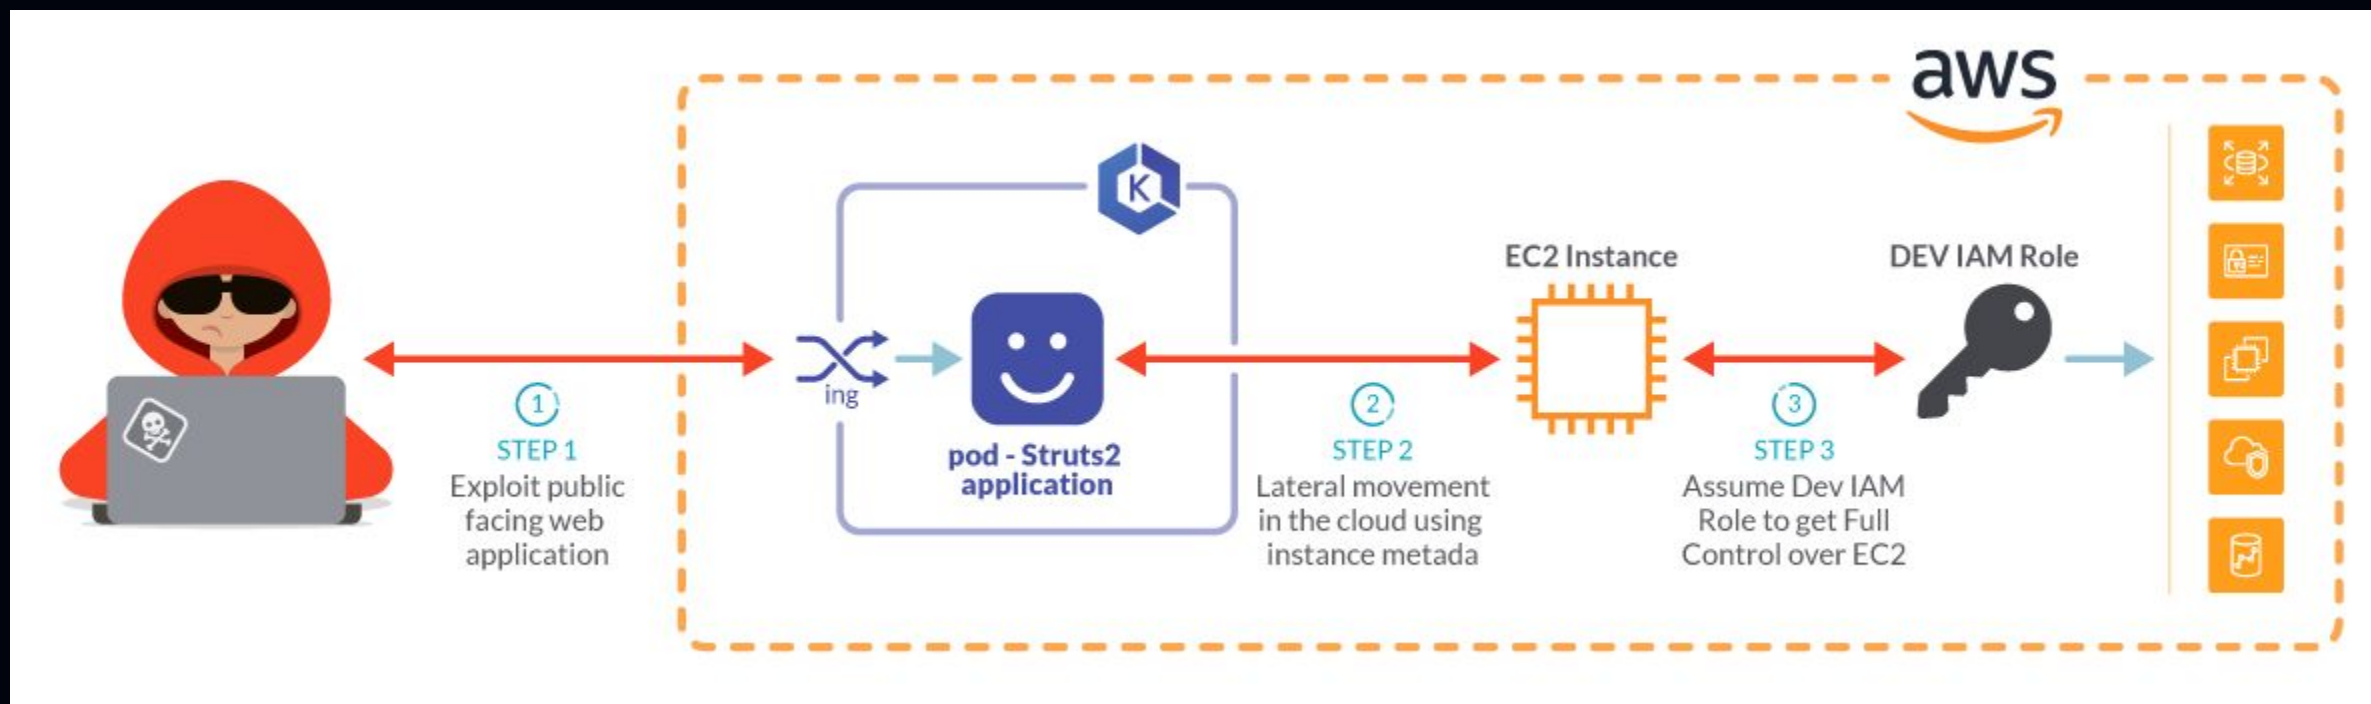 aws
K
EC2 Instance
DEV IAM Role
ing
1
STEP 1
Exploit public
facing web
application
pod - Struts2
application
2
STEP 2
Lateral movement
in the cloud using
instance metada
3
STEP 3
Assume Dev IAM
Role to get Full
Control over EC2